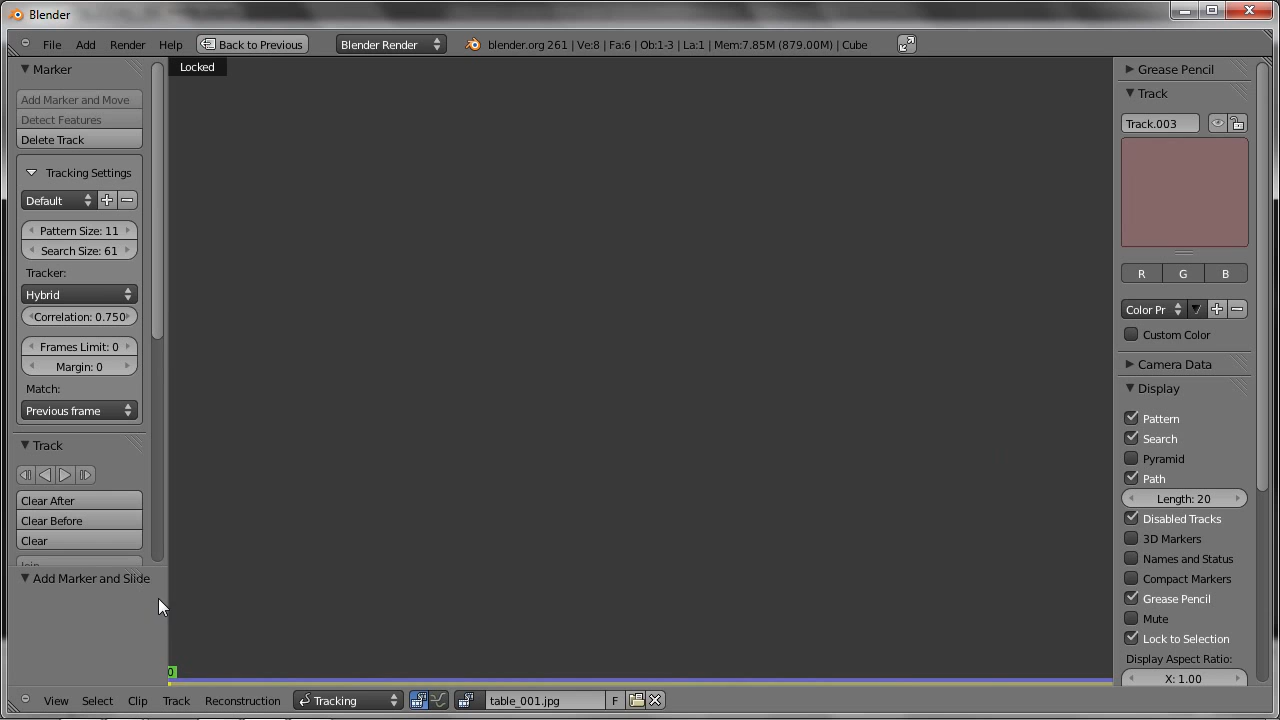 Blender
File Add Render Help Back to Previous Blender Render blender.org 261 | Ve:8 | Fa:6 | Ob:1-3 | La:1 | Mem:7.85M (879.00M) | Cube
Marker
Add Marker and Move
Detect Features
Delete Track
Tracking Settings
Default
Pattern Size: 11
Search Size: 61
Tracker:
Hybrid
Correlation: 0.750
Frames Limit: 0
Margin: 0
Match:
Previous frame
Track
Clear After
Clear Before
Clear
Join
Add Marker and Slide
Locked
0
Grease Pencil
Track
Track.003
R G B
Color Pr
Custom Color
Camera Data
Display
Pattern
Search
Pyramid
Path
Length: 20
Disabled Tracks
3D Markers
Names and Status
Compact Markers
Grease Pencil
Mute
Lock to Selection
Display Aspect Ratio:
X: 1.00
View Select Clip Track Reconstruction Tracking table_001.jpg F